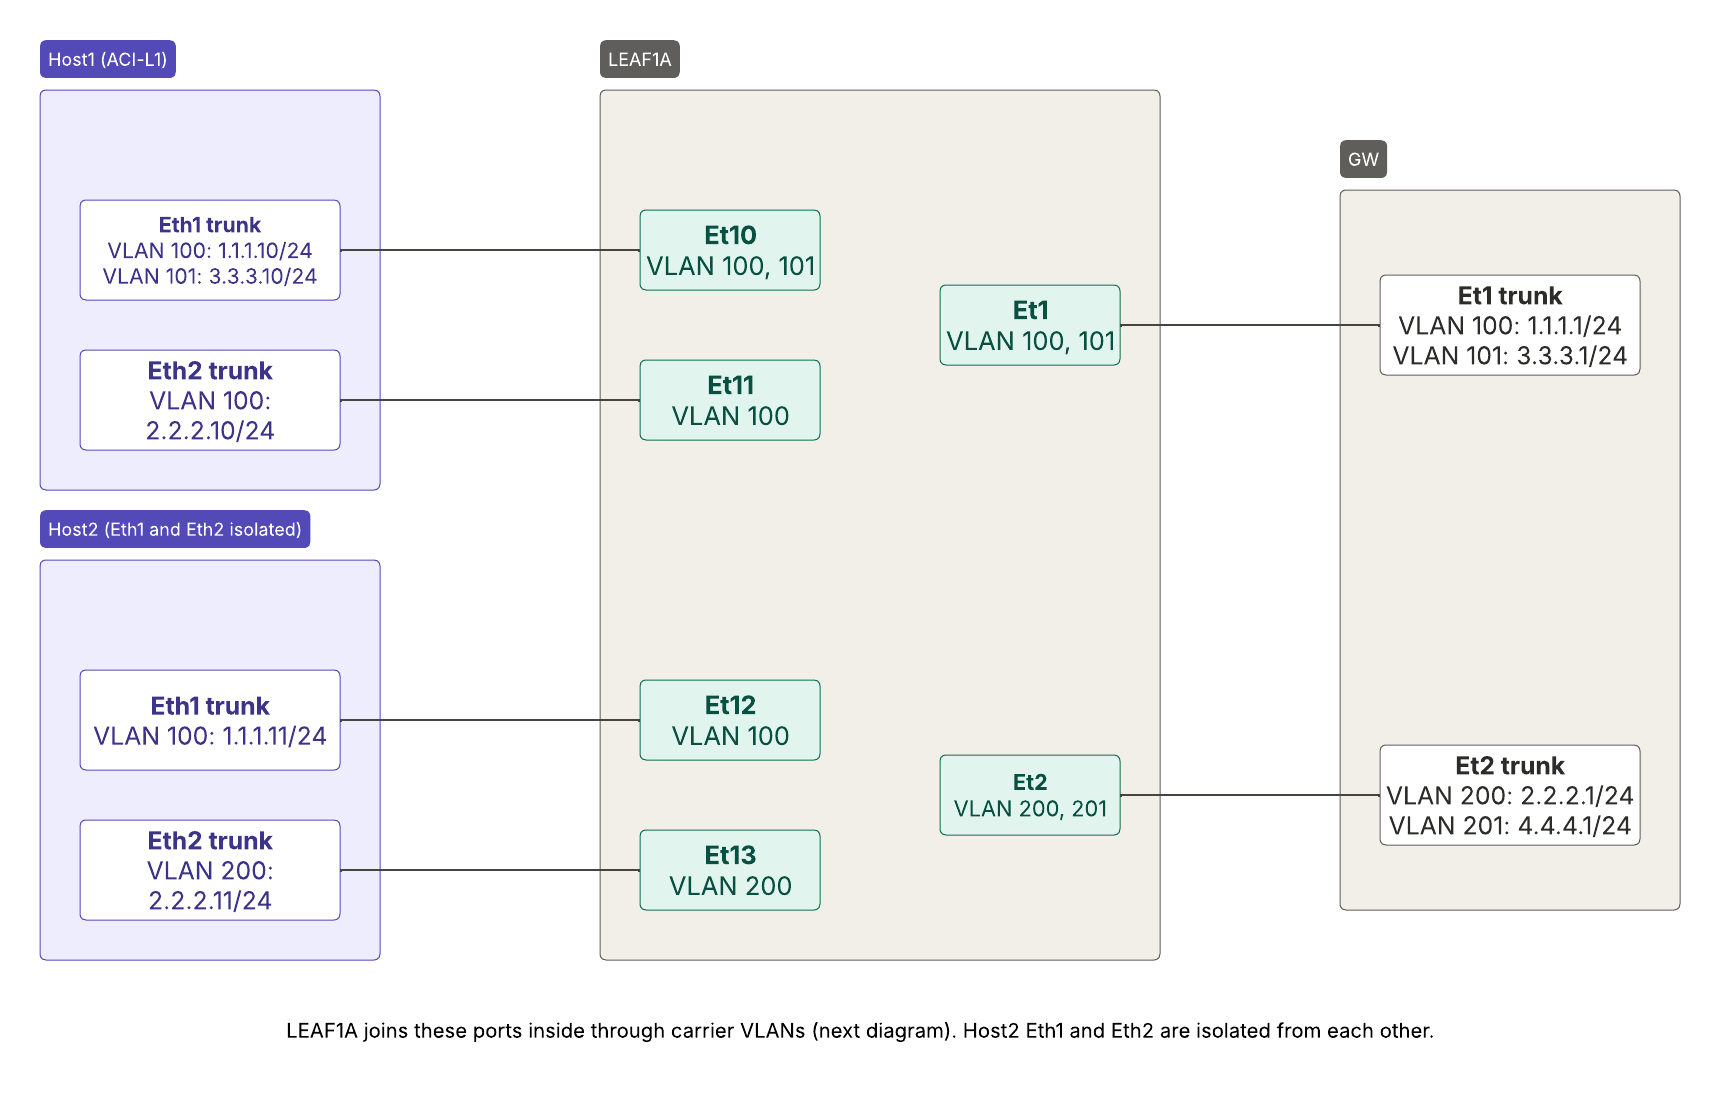 Host1 (ACI-L1)
Eth1 trunk
VLAN 100: 1.1.1.10/24
VLAN 101: 3.3.3.10/24
Eth2 trunk
VLAN 100:
2.2.2.10/24
Host2 (Eth1 and Eth2 isolated)
Eth1 trunk
VLAN 100: 1.1.1.11/24
Eth2 trunk
VLAN 200:
2.2.2.11/24
LEAF1A
Et10
VLAN 100, 101
Et11
VLAN 100
Et1
VLAN 100, 101
Et12
VLAN 100
Et13
VLAN 200
Et2
VLAN 200, 201
GW
Et1 trunk
VLAN 100: 1.1.1.1/24
VLAN 101: 3.3.3.1/24
Et2 trunk
VLAN 200: 2.2.2.1/24
VLAN 201: 4.4.4.1/24
LEAF1A joins these ports inside through carrier VLANs (next diagram). Host2 Eth1 and Eth2 are isolated from each other.